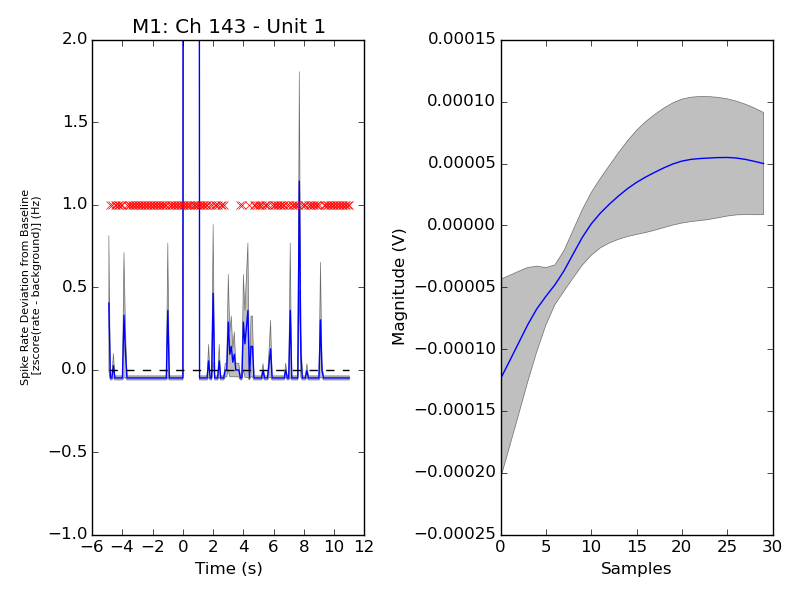 M1: Ch 143 - Unit 1
2.0
1.5
1.0
0.5
0.0
−0.5
−1.0
−6 −4 −2 0 2 4 6 8 10 12
Time (s)
Spike Rate Deviation from Baseline
[zscore(rate - background)] (Hz)
0.00015
0.00010
0.00005
0.00000
−0.00005
−0.00010
−0.00015
−0.00020
−0.00025
0 5 10 15 20 25 30
Samples
Magnitude (V)